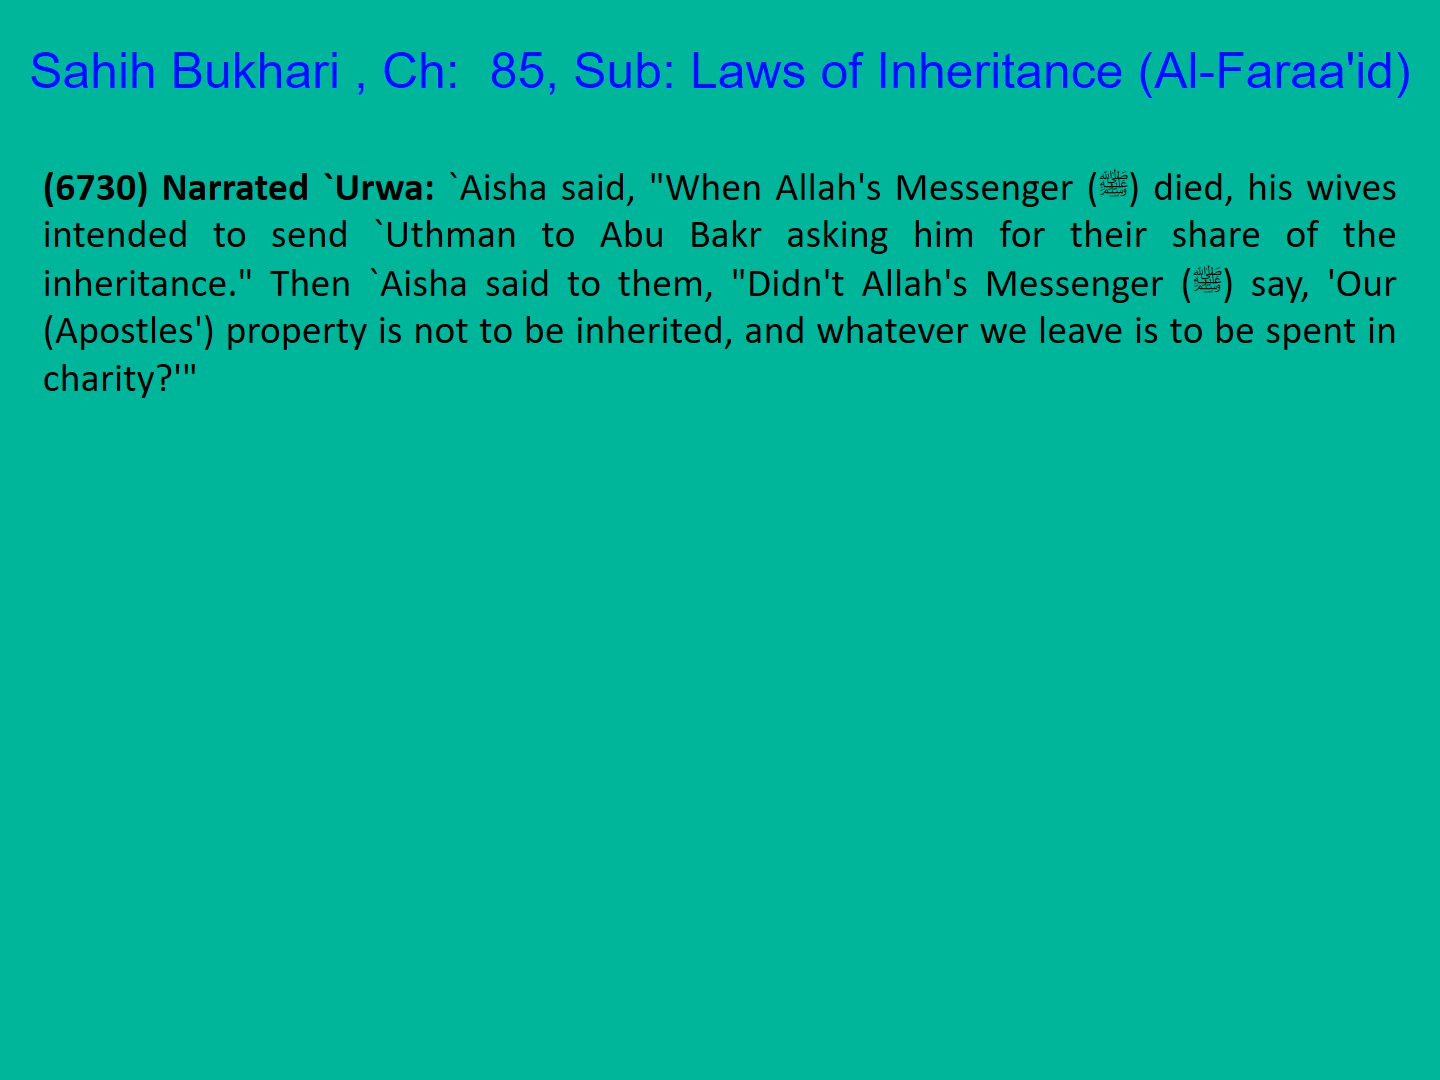 Sahih Bukhari , Ch:  85, Sub: Laws of Inheritance (Al-Faraa'id)
(6730) Narrated `Urwa: `Aisha said, "When Allah's Messenger (ﷺ) died, his wives
intended to send `Uthman to Abu Bakr asking him for their share of the
inheritance." Then `Aisha said to them, "Didn't Allah's Messenger (ﷺ) say, 'Our
(Apostles') property is not to be inherited, and whatever we leave is to be spent in
charity?'"